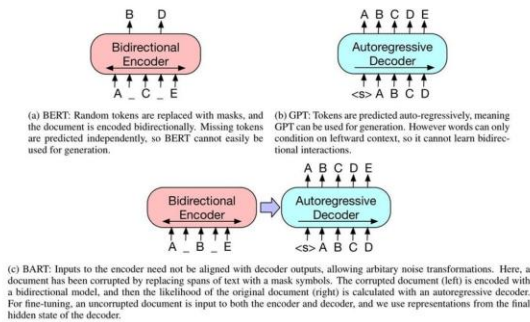 B D
Bidirectional
Encoder
A _ C _ E
(a) BERT: Random tokens are replaced with masks, and
the document is encoded bidirectionally. Missing tokens
are predicted independently, so BERT cannot easily be
used for generation.
A B C D E
Autoregressive
Decoder
<s> A B C D
(b) GPT: Tokens are predicted auto-regressively, meaning
GPT can be used for generation. However words can only
condition on leftward context, so it cannot learn bidirec-
tional interactions.
A B C D E
Bidirectional
Encoder
Autoregressive
Decoder
A _ B _ E
<s> A B C D
(c) BART: Inputs to the encoder need not be aligned with decoder outputs, allowing arbitary noise transformations. Here, a
document has been corrupted by replacing spans of text with a mask symbols. The corrupted document (left) is encoded with
a bidirectional model, and then the likelihood of the original document (right) is calculated with an autoregressive decoder.
For fine-tuning, an uncorrupted document is input to both the encoder and decoder, and we use representations from the final
hidden state of the decoder.